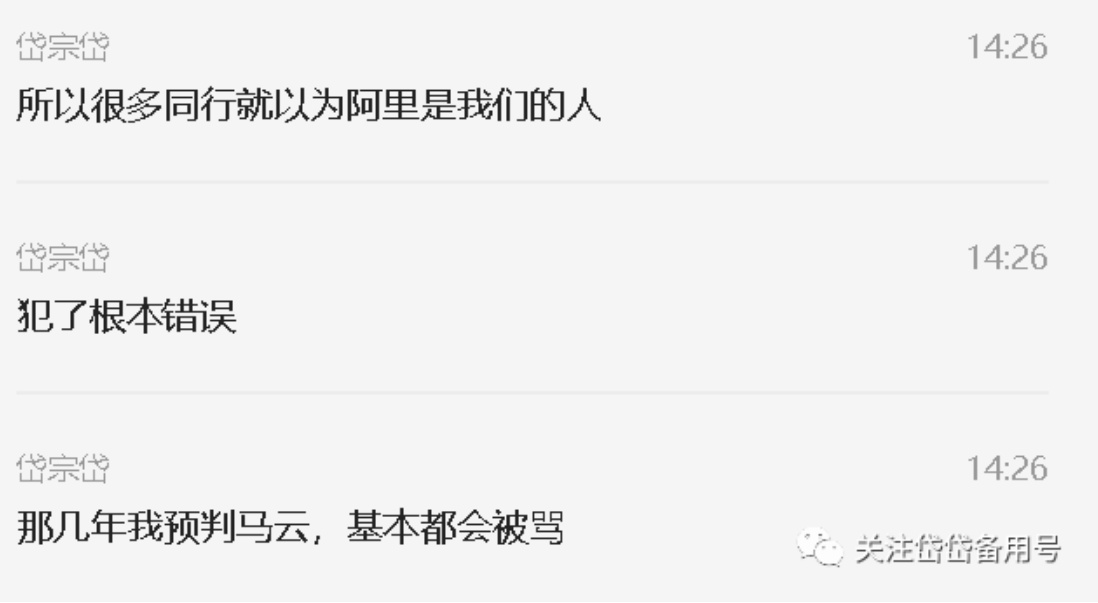 岱宗岱 14:26
所以很多同行就以为阿里是我们的人
岱宗岱 14:26
犯了根本错误
岱宗岱 14:26
那几年我预判马云，基本都会被骂
关注岱岱备用号